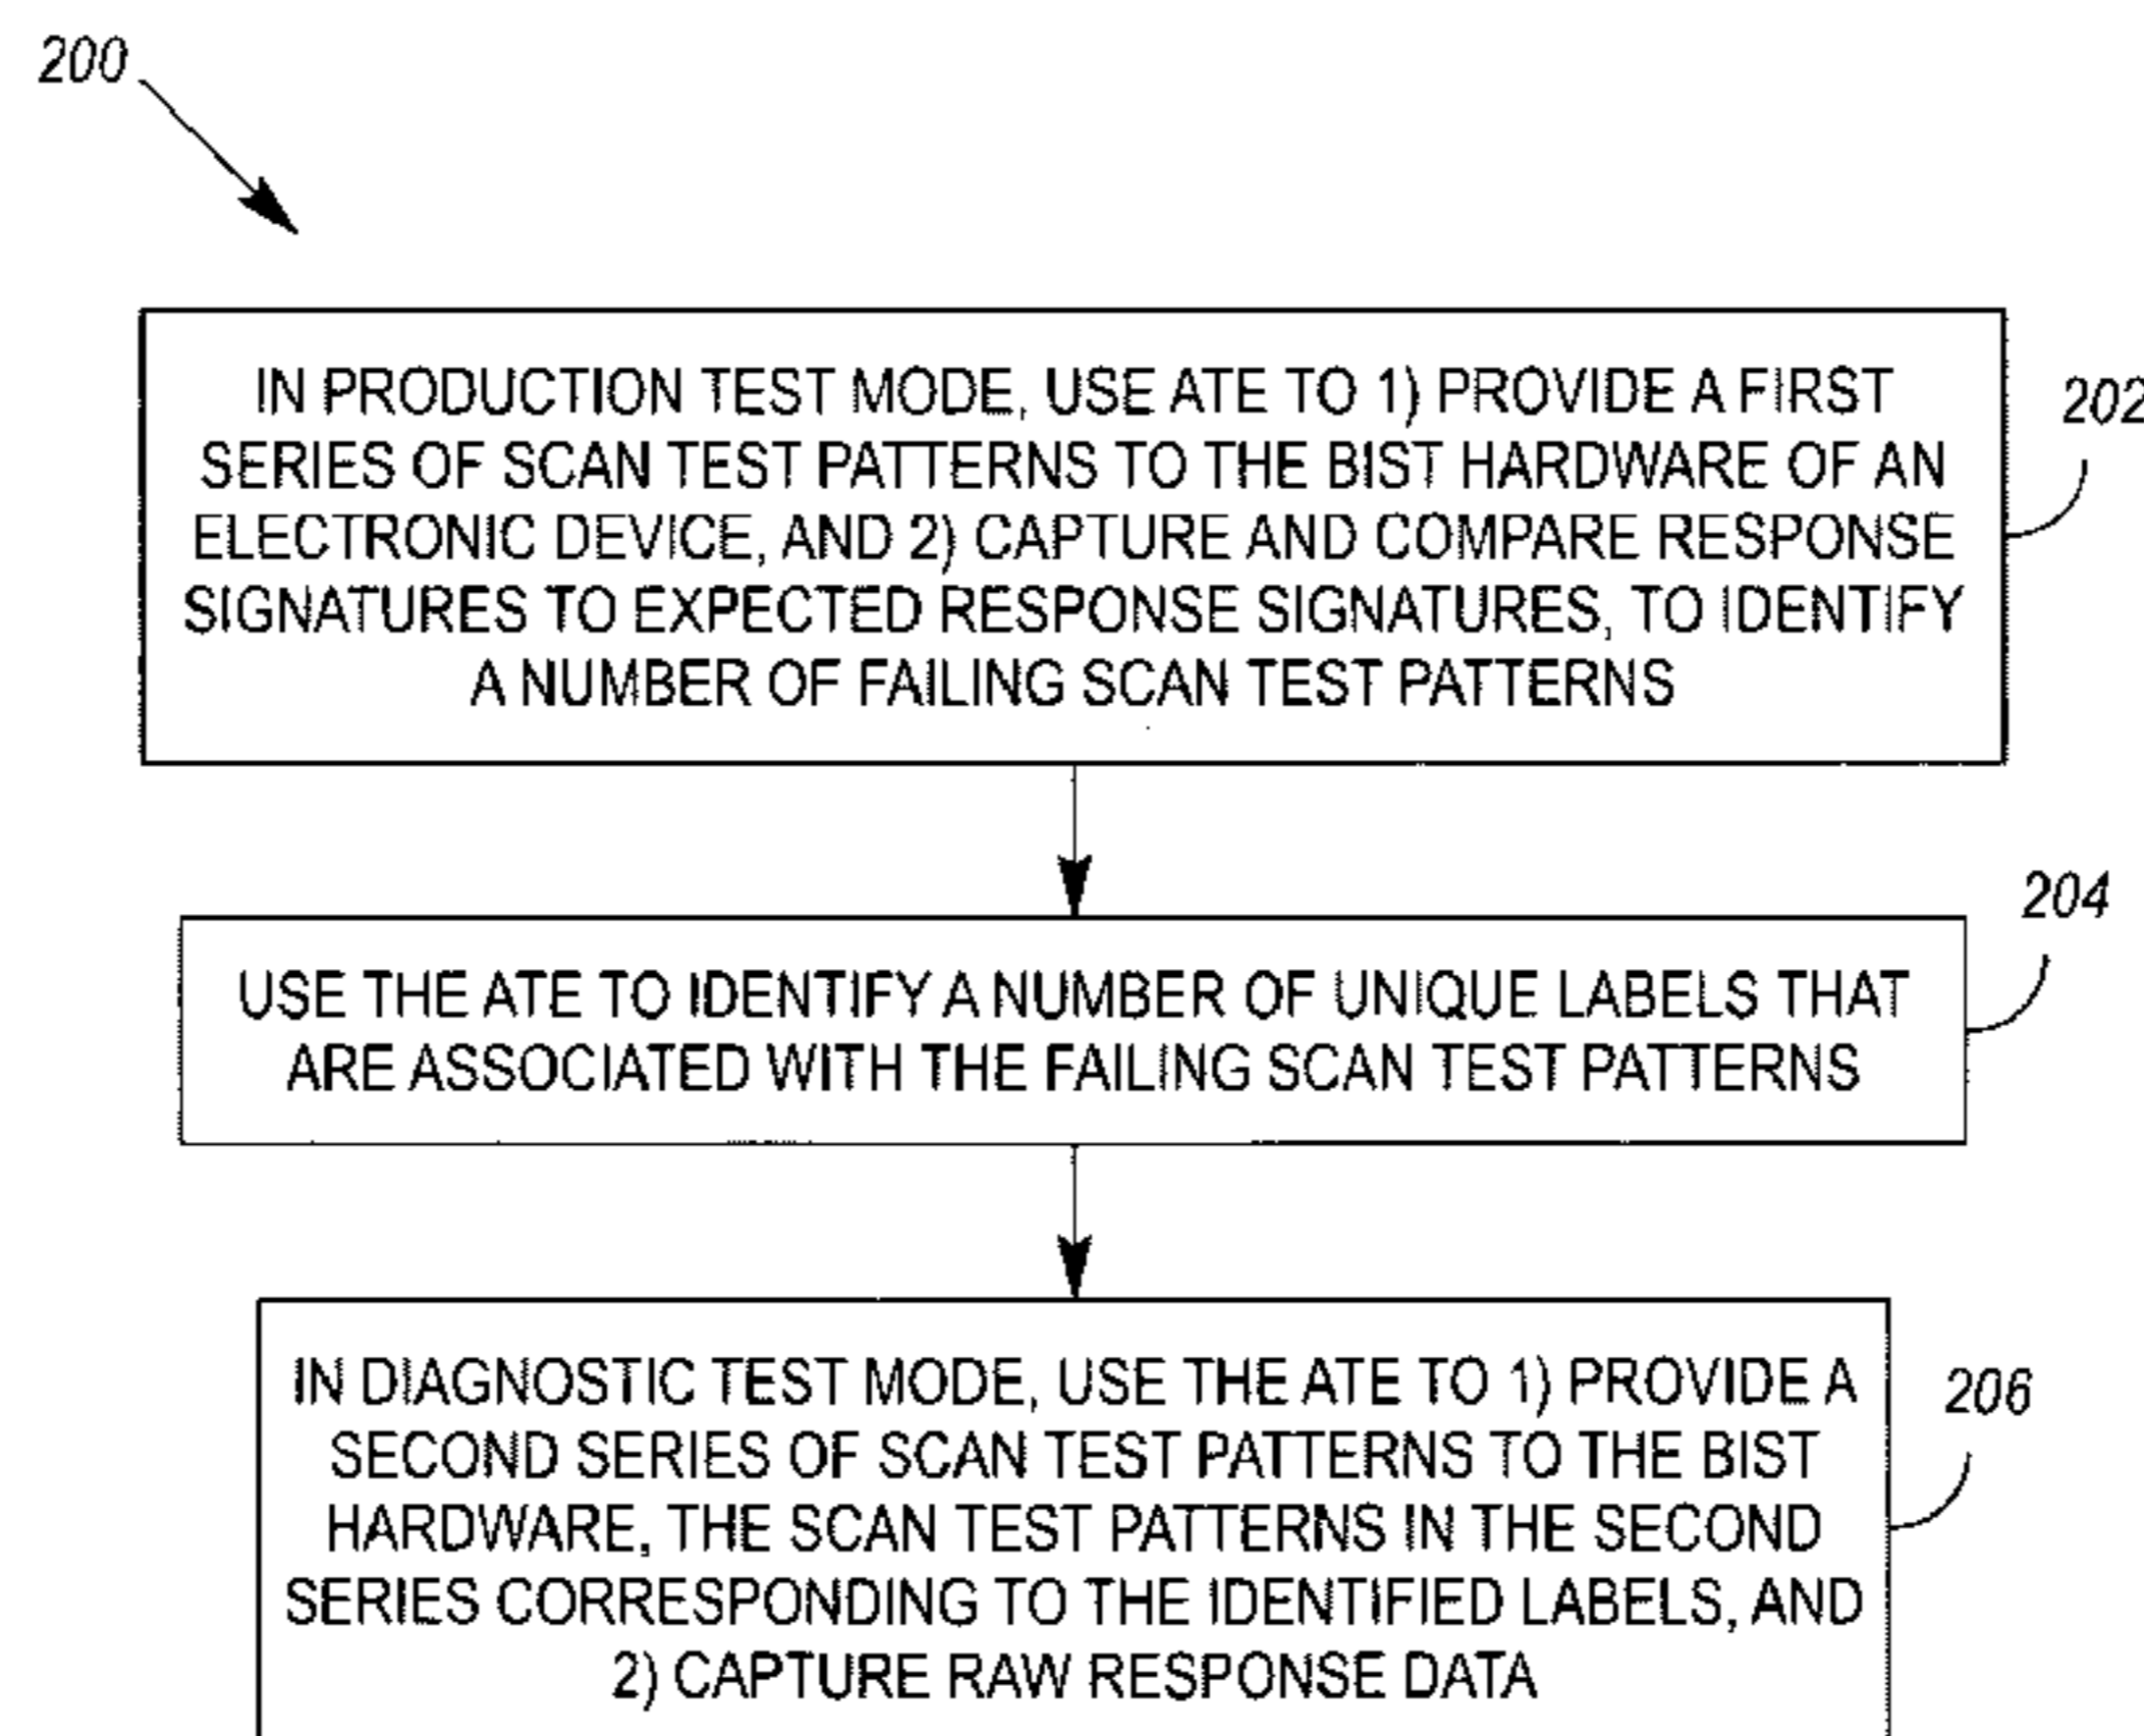 200
IN PRODUCTION TEST MODE, USE ATE TO 1) PROVIDE A FIRST
SERIES OF SCAN TEST PATTERNS TO THE BIST HARDWARE OF AN
ELECTRONIC DEVICE, AND 2) CAPTURE AND COMPARE RESPONSE
SIGNATURES TO EXPECTED RESPONSE SIGNATURES, TO IDENTIFY
A NUMBER OF FAILING SCAN TEST PATTERNS
202
USE THE ATE TO IDENTIFY A NUMBER OF UNIQUE LABELS THAT
ARE ASSOCIATED WITH THE FAILING SCAN TEST PATTERNS
204
IN DIAGNOSTIC TEST MODE, USE THE ATE TO 1) PROVIDE A
SECOND SERIES OF SCAN TEST PATTERNS TO THE BIST
HARDWARE, THE SCAN TEST PATTERNS IN THE SECOND
SERIES CORRESPONDING TO THE IDENTIFIED LABELS, AND
2) CAPTURE RAW RESPONSE DATA
206